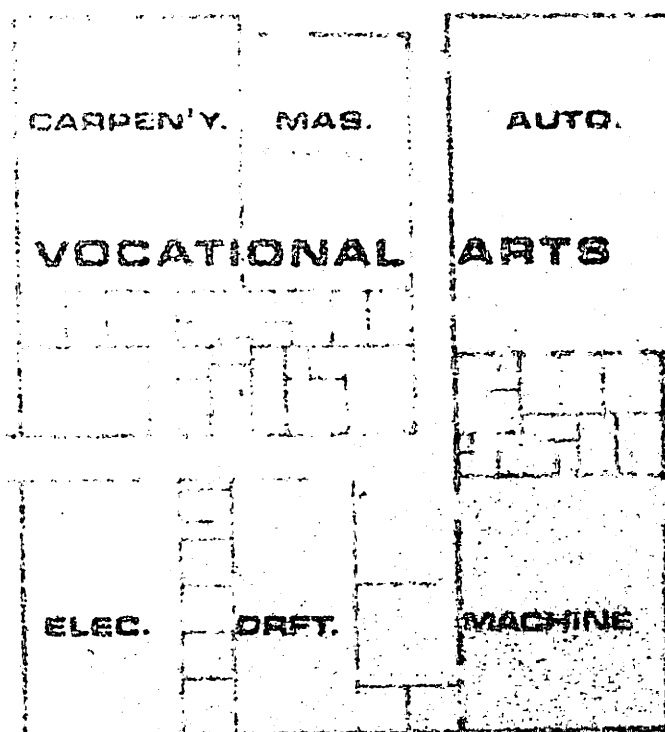 CARPEN'Y. MAS. AUTO.
VOCATIONAL ARTS
ELEC. DRFT. MACHINE